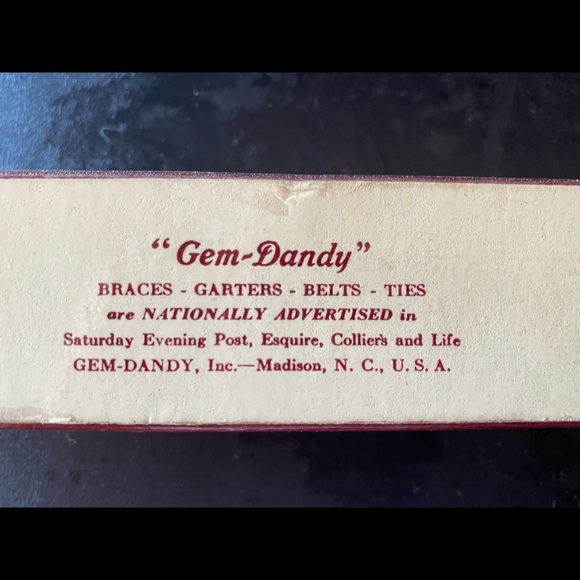 "Gem-Dandy"
BRACES - GARTERS - BELTS - TIES
are NATIONALLY ADVERTISED in
Saturday Evening Post, Esquire, Collier's and Life
GEM-DANDY, Inc.—Madison, N. C., U. S. A.